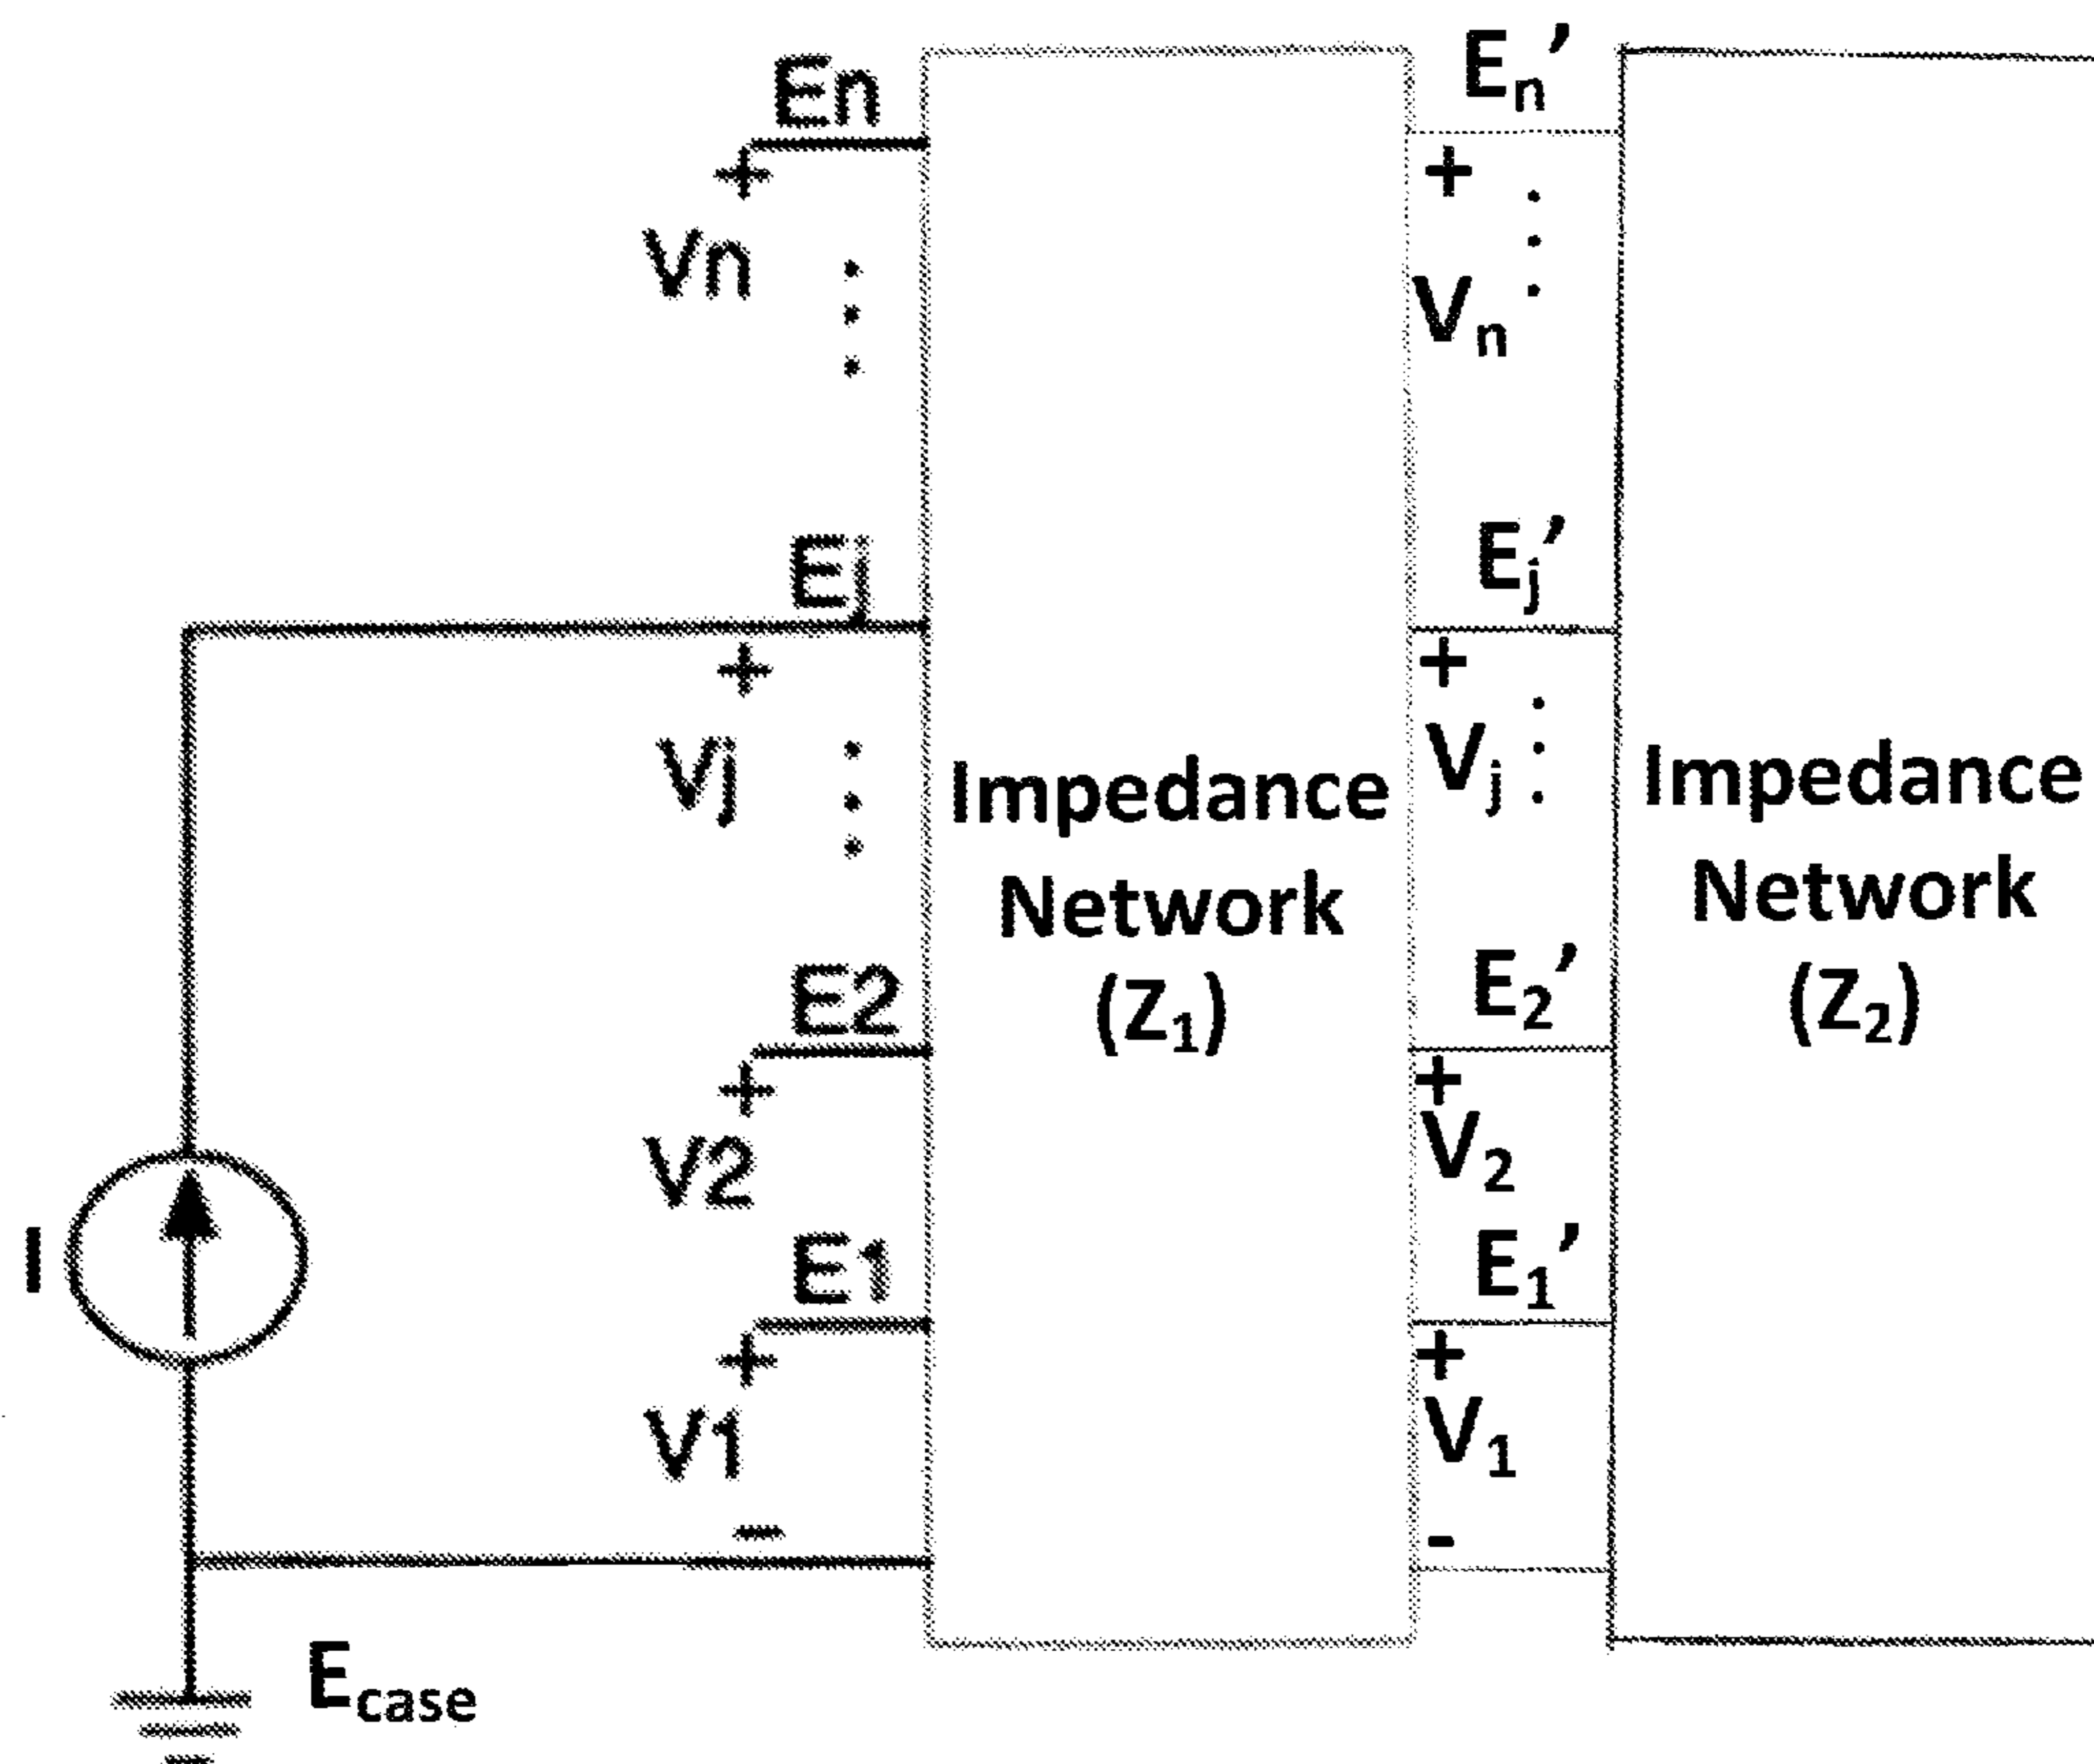 En
+
Vn
Ej
+
Vj
E2
+
V2
E1
+
V1
-
I
E_case
Impedance
Network
(Z₁)
Eₙ’
+
Vₙ
Eⱼ’
+
Vⱼ
E₂’
+
V₂
E₁’
+
V₁
-
Impedance
Network
(Z₂)